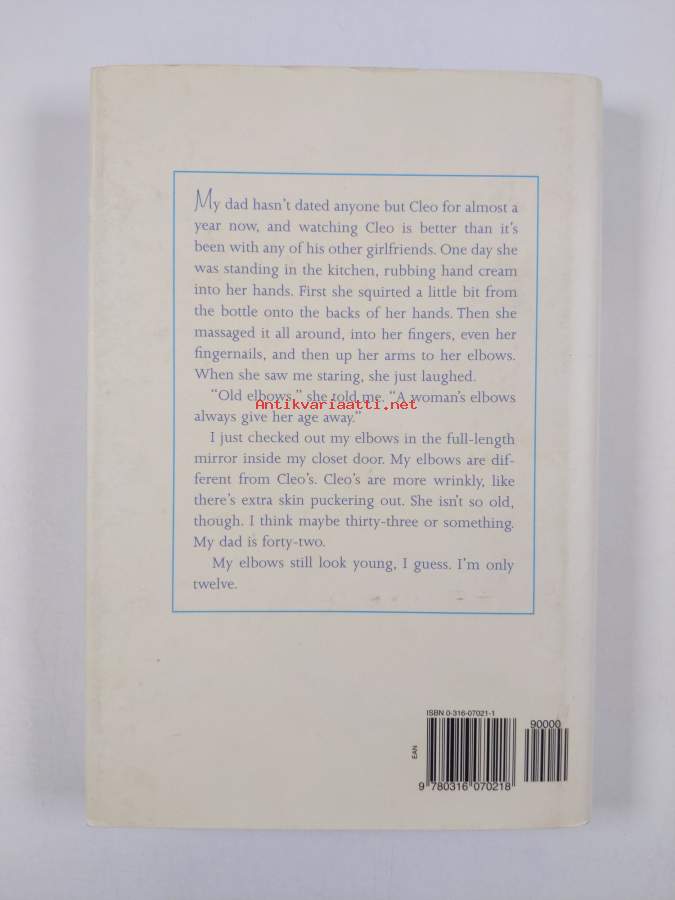 My dad hasn't dated anyone but Cleo for almost a
year now, and watching Cleo is better than it's
been with any of his other girlfriends. One day she
was standing in the kitchen, rubbing hand cream
into her hands. First she squirted a little bit from
the bottle onto the backs of her hands. Then she
massaged it all around, into her fingers, even her
fingernails, and then up her arms to her elbows.
When she saw me staring, she just laughed.
"Old elbows," she told me. "A woman's elbows
Antikvariaatti.net
always give her age away."
I just checked out my elbows in the full-length
mirror inside my closet door. My elbows are dif-
ferent from Cleo's. Cleo's are more wrinkly, like
there's extra skin puckering out. She isn't so old,
though. I think maybe thirty-three or something.
My dad is forty-two.
My elbows still look young, I guess. I'm only
twelve.
ISBN 0-316-07021-1
90000
EAN
9 780316 070218